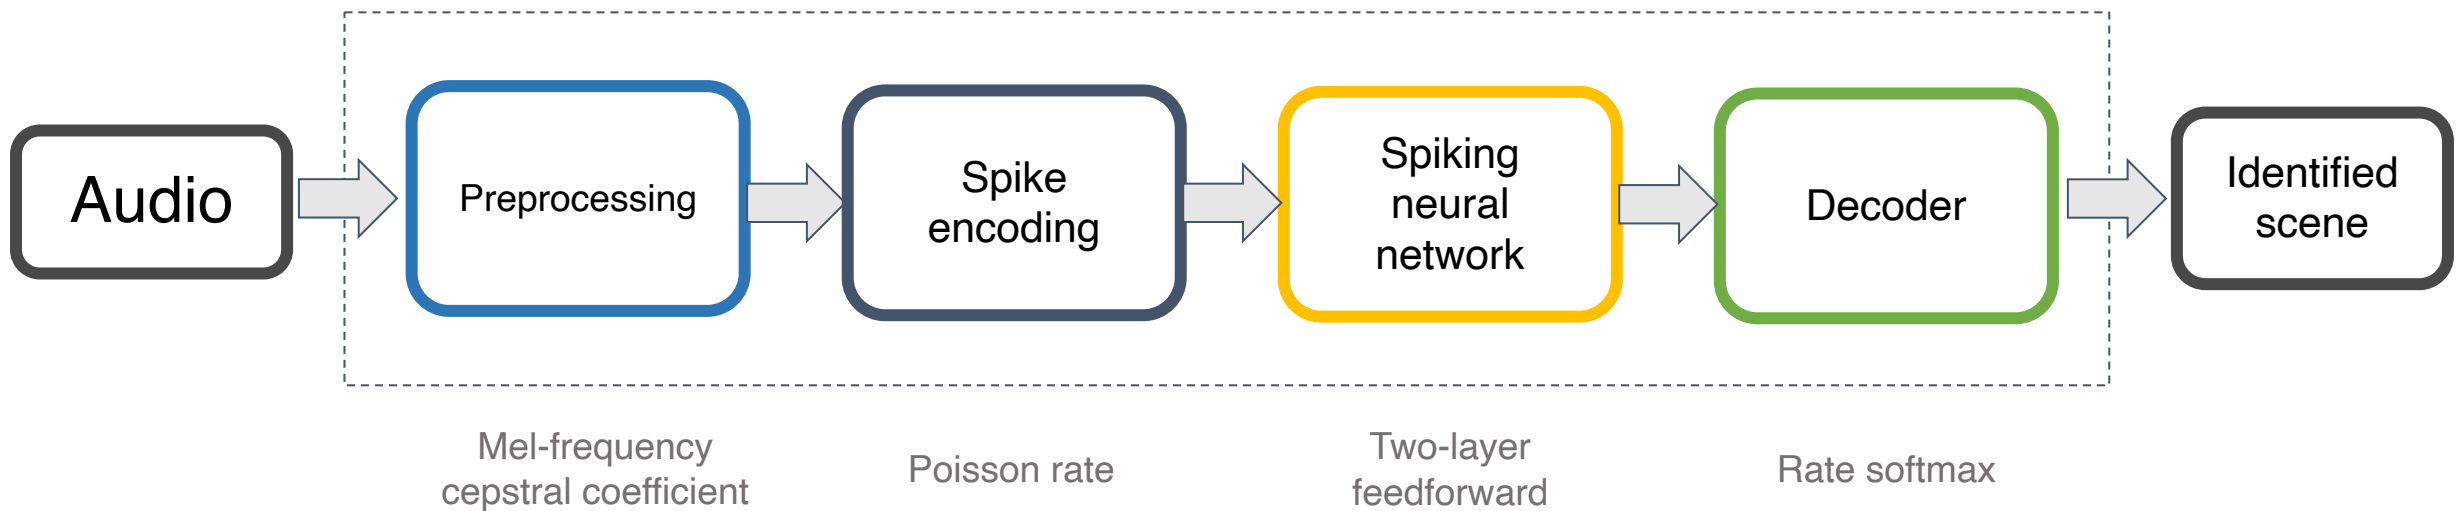 Audio
Preprocessing
Spike
encoding
Spiking
neural
network
Decoder
Identified
scene
Mel-frequency
cepstral coefficient
Poisson rate
Two-layer
feedforward
Rate softmax